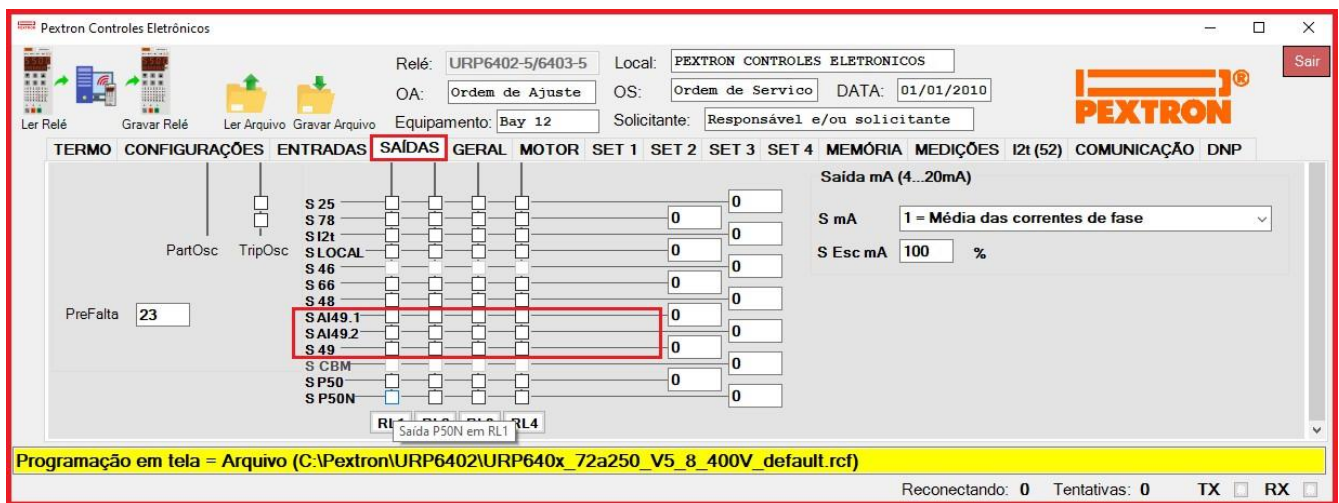 Pextron Controles Eletrônicos
Relé: URP6402-5/6403-5 Local: PEXTRON CONTROLES ELETRONICOS Sair
OA: Ordem de Ajuste OS: Ordem de Servico DATA: 01/01/2010
PEXTRON ®
Ler Relé Gravar Relé Ler Arquivo Gravar Arquivo Equipamento: Bay 12 Solicitante: Responsável e/ou solicitante
TERMO CONFIGURAÇÕES ENTRADAS SAÍDAS GERAL MOTOR SET 1 SET 2 SET 3 SET 4 MEMÓRIA MEDIÇÕES I2t (52) COMUNICAÇÃO DNP
Saída mA (4...20mA)
S 25 0
S 78 0
S mA 1 = Média das correntes de fase
S I2t 0
PartOsc TripOsc S LOCAL 0
S Esc mA 100 %
S 46 0
S 66 0
S 48 0
PreFalta 23
S AI49.1 0
S AI49.2 0
S 49 0
S CBM 0
S P50 0
S P50N 0
RL4
Saída P50N em RL1
Programação em tela = Arquivo (C:\Pextron\URP6402\URP640x_72a250_V5_8_400V_default.rcf)
Reconectando: 0 Tentativas: 0 TX RX